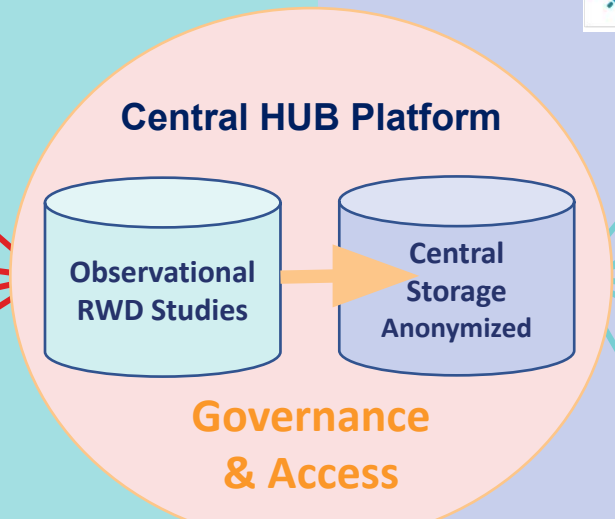 Central HUB Platform
Observational
RWD Studies
Central
Storage
Anonymized
Governance
& Access